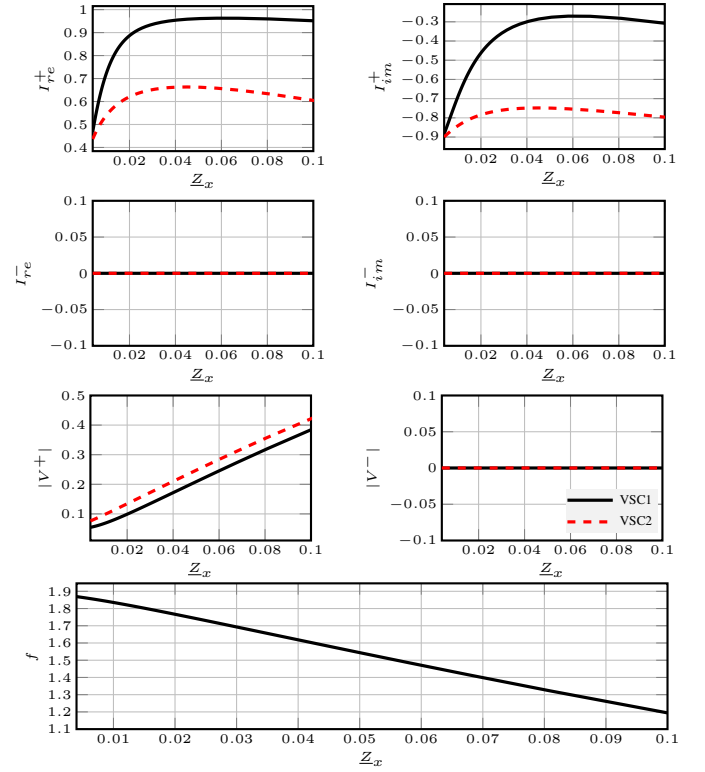 1
0.9
0.8
0.7
0.6
0.5
0.4
I⁺re
0.02 0.04 0.06 0.08 0.1
Z_x
−0.3
−0.4
−0.5
−0.6
−0.7
−0.8
−0.9
I⁺im
0.02 0.04 0.06 0.08 0.1
Z_x
0.1
0.05
0
−0.05
−0.1
I⁻re
0.02 0.04 0.06 0.08 0.1
Z_x
0.1
0.05
0
−0.05
−0.1
I⁻im
0.02 0.04 0.06 0.08 0.1
Z_x
0.5
0.4
0.3
0.2
0.1
|V⁺|
0.02 0.04 0.06 0.08 0.1
Z_x
0.1
0.05
0
−0.05
−0.1
|V⁻|
VSC1
VSC2
0.02 0.04 0.06 0.08 0.1
Z_x
1.9
1.8
1.7
1.6
1.5
1.4
1.3
1.2
1.1
f
0.01 0.02 0.03 0.04 0.05 0.06 0.07 0.08 0.09 0.1
Z_x